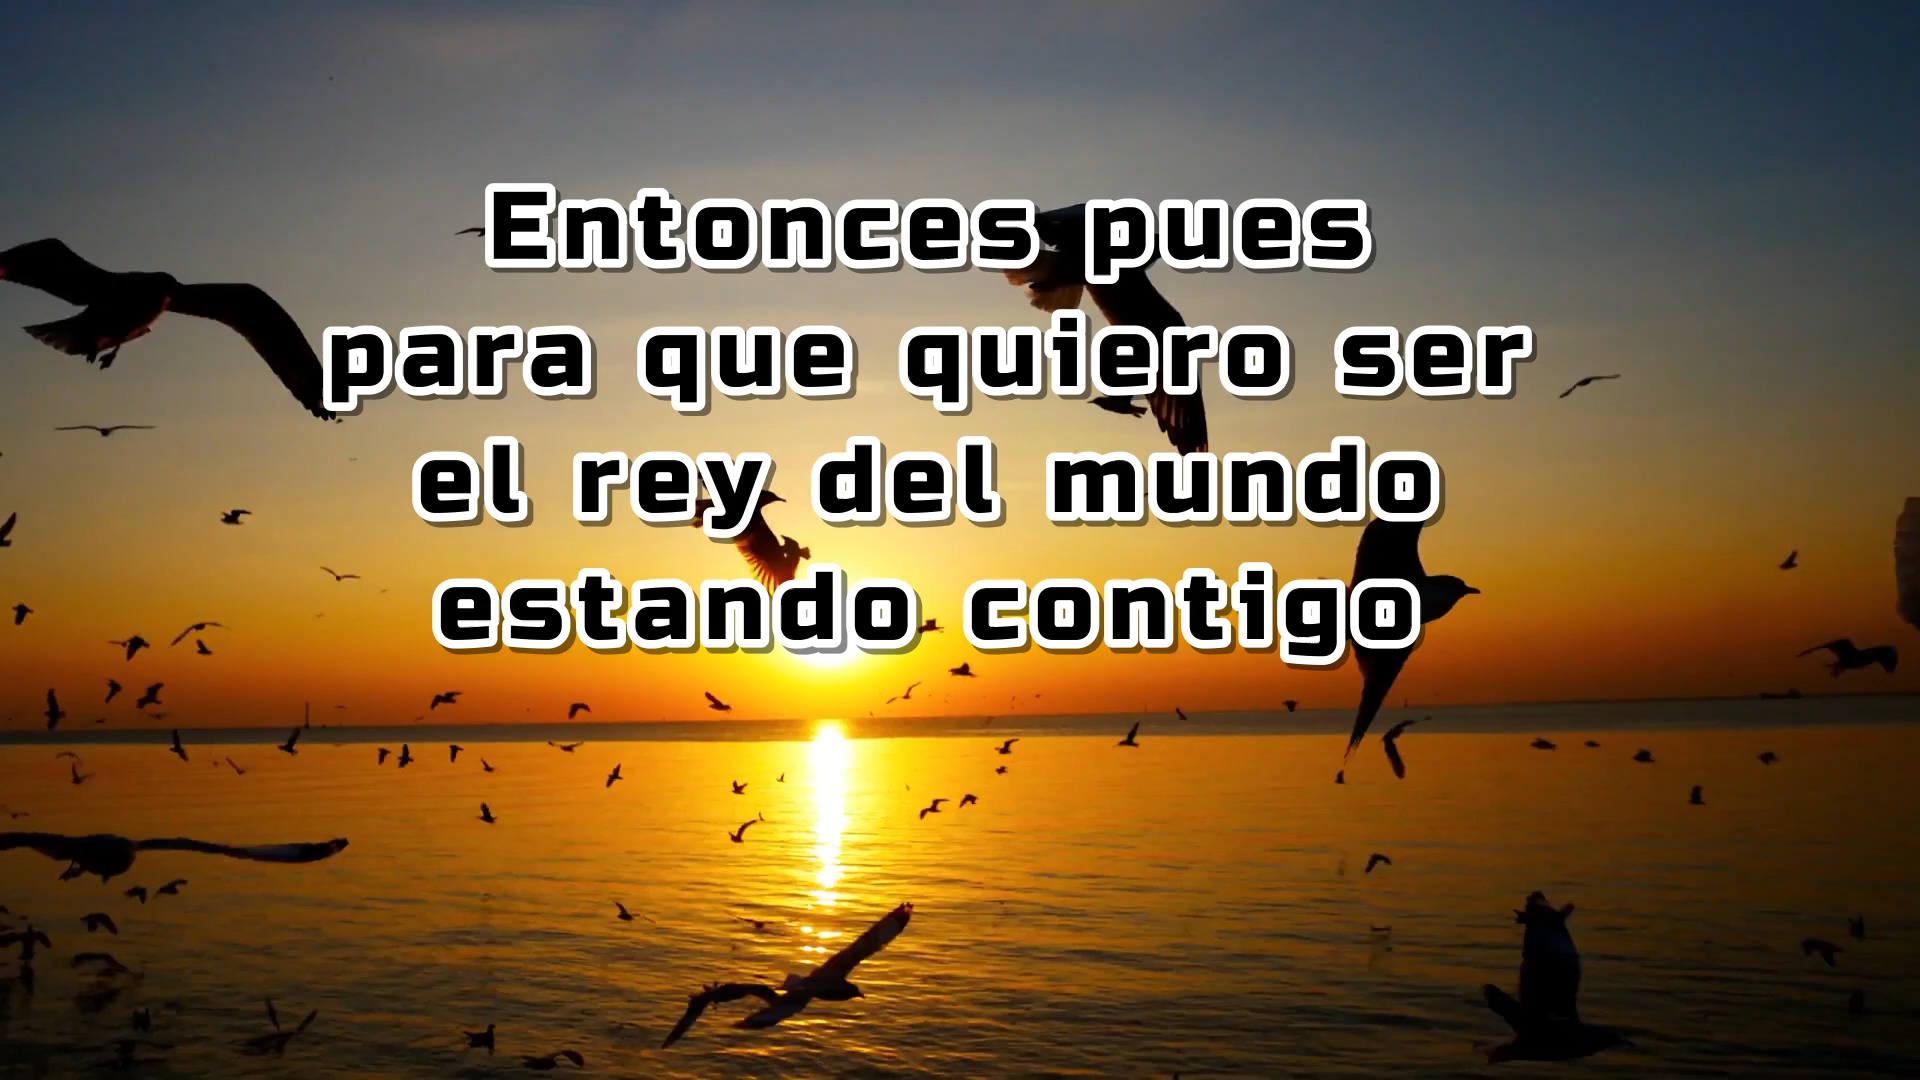 Entonces pues
para que quiero ser
el rey del mundo
estando contigo